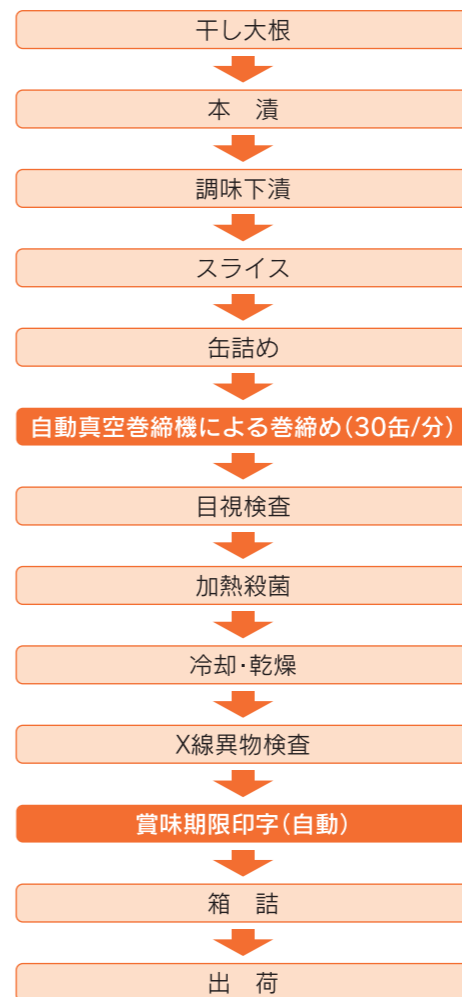 干し大根
本　漬
調味下漬
スライス
缶詰め
自動真空巻締機による巻締め（30缶/分）
目視検査
加熱殺菌
冷却・乾燥
X線異物検査
賞味期限印字（自動）
箱　詰
出　荷